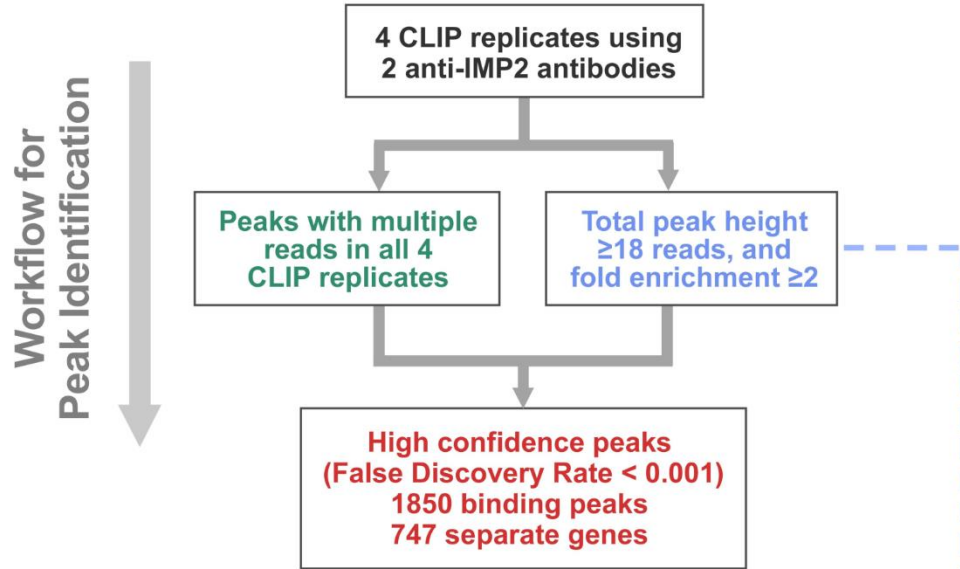 Workflow for
Peak Identification
4 CLIP replicates using
2 anti-IMP2 antibodies
Peaks with multiple
reads in all 4
CLIP replicates
Total peak height
≥18 reads, and
fold enrichment ≥2
High confidence peaks
(False Discovery Rate < 0.001)
1850 binding peaks
747 separate genes